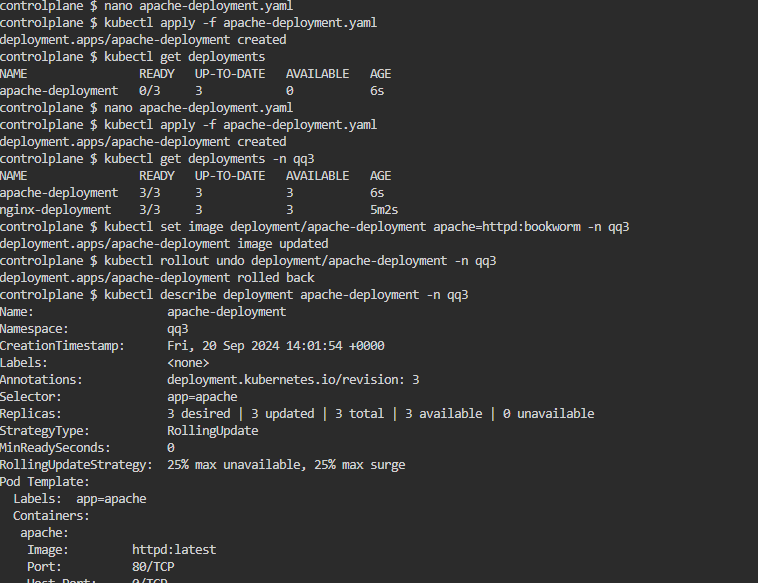 controlplane $ nano apache-deployment.yaml
controlplane $ kubectl apply -f apache-deployment.yaml
deployment.apps/apache-deployment created
controlplane $ kubectl get deployments
NAME                READY   UP-TO-DATE   AVAILABLE   AGE
apache-deployment   0/3     3            0           6s
controlplane $ nano apache-deployment.yaml
controlplane $ kubectl apply -f apache-deployment.yaml
deployment.apps/apache-deployment created
controlplane $ kubectl get deployments -n qq3
NAME                READY   UP-TO-DATE   AVAILABLE   AGE
apache-deployment   3/3     3            3           6s
nginx-deployment    3/3     3            3           5m2s
controlplane $ kubectl set image deployment/apache-deployment apache=httpd:bookworm -n qq3
deployment.apps/apache-deployment image updated
controlplane $ kubectl rollout undo deployment/apache-deployment -n qq3
deployment.apps/apache-deployment rolled back
controlplane $ kubectl describe deployment apache-deployment -n qq3
Name:                   apache-deployment
Namespace:              qq3
CreationTimestamp:      Fri, 20 Sep 2024 14:01:54 +0000
Labels:                 <none>
Annotations:            deployment.kubernetes.io/revision: 3
Selector:               app=apache
Replicas:               3 desired | 3 updated | 3 total | 3 available | 0 unavailable
StrategyType:           RollingUpdate
MinReadySeconds:        0
RollingUpdateStrategy:  25% max unavailable, 25% max surge
Pod Template:
  Labels:  app=apache
  Containers:
   apache:
    Image:         httpd:latest
    Port:          80/TCP
    Host Port:     0/TCP